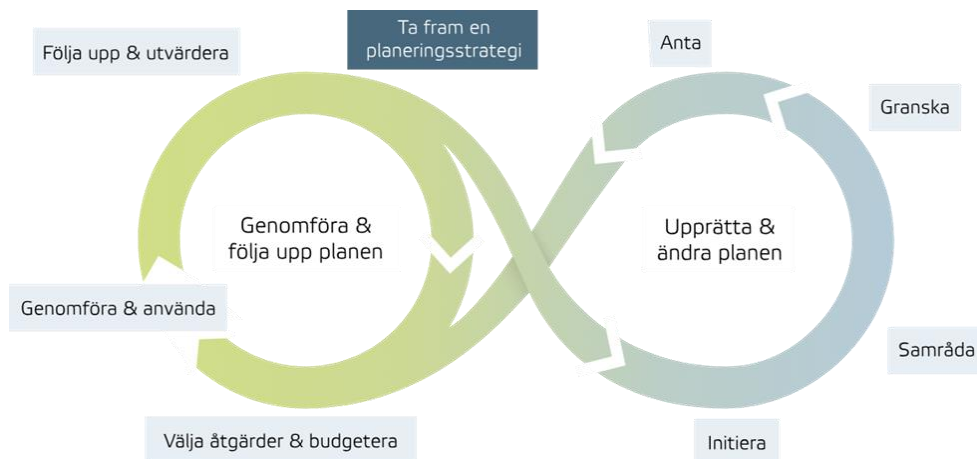 Ta fram en
planeringsstrategi
Följa upp & utvärdera
Anta
Granska
Genomföra &
följa upp planen
Upprätta &
ändra planen
Genomföra & använda
Samråda
Välja åtgärder & budgetera
Initiera